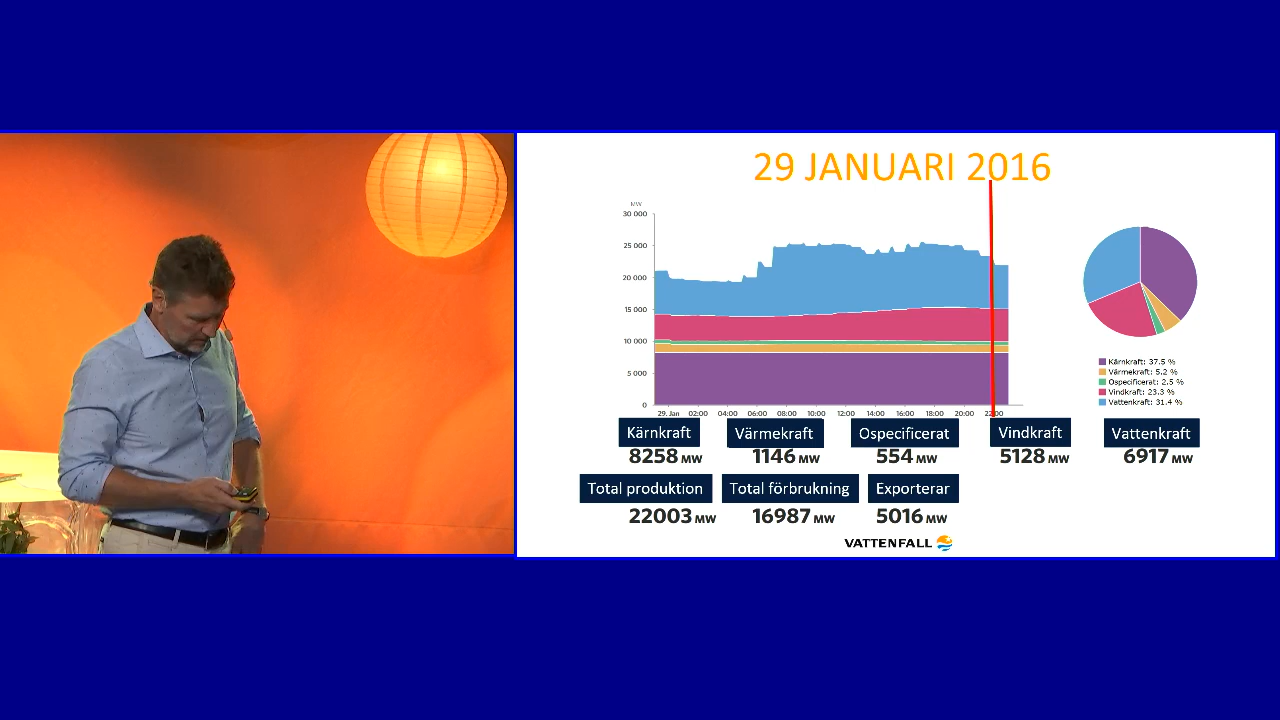 29 JANUARI 2016
MW
30 000
25 000
20 000
15 000
10 000
5 000
0
29. Jan 02:00 04:00 06:00 08:00 10:00 12:00 14:00 16:00 18:00 20:00 22:00
Kärnkraft: 37.5 %
Värmekraft: 5.2 %
Ospecificerat: 2.5 %
Vindkraft: 23.3 %
Vattenkraft: 31.4 %
Kärnkraft Värmekraft Ospecificerat Vindkraft Vattenkraft
8258 MW 1146 MW 554 MW 5128 MW 6917 MW
Total produktion Total förbrukning Exporterar
22003 MW 16987 MW 5016 MW
VATTENFALL